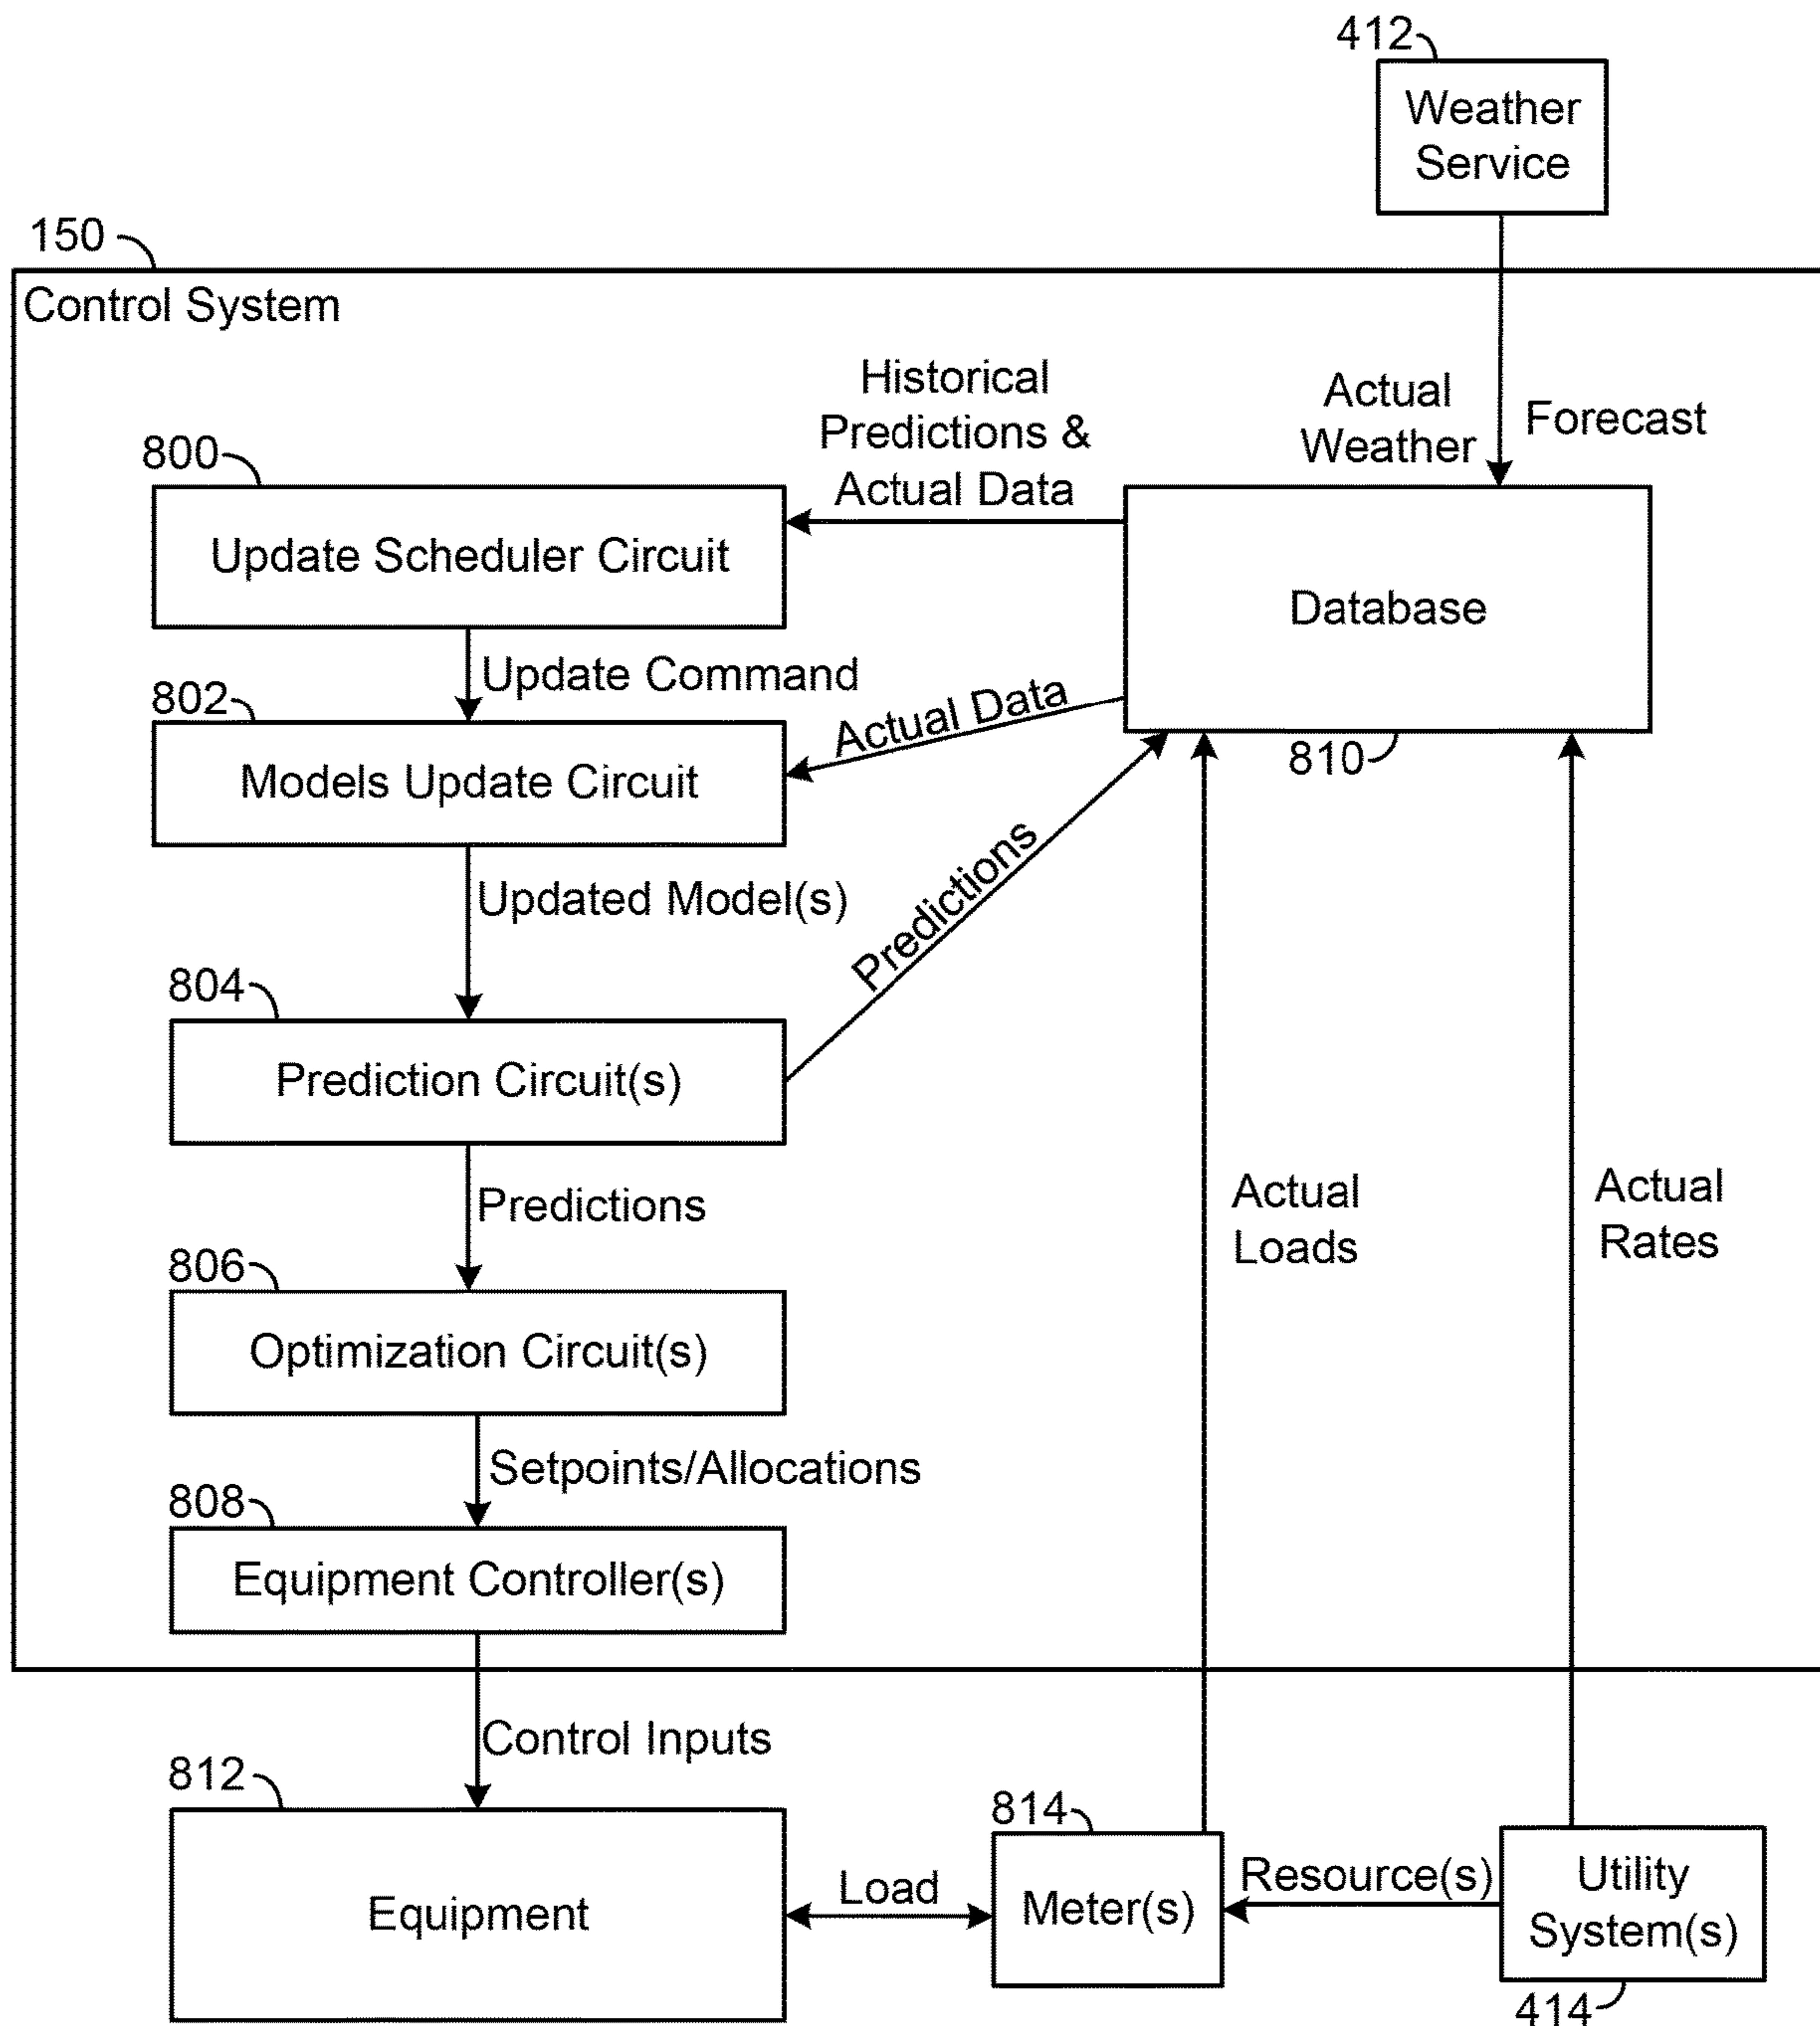 412
Weather
Service
150
Control System
Historical
Predictions &
Actual Data
Actual
Weather
Forecast
800
Update Scheduler Circuit
Database
Update Command
802
Actual Data
Models Update Circuit
810
Updated Model(s)
Predictions
804
Prediction Circuit(s)
Predictions
Actual
Loads
Actual
Rates
806
Optimization Circuit(s)
Setpoints/Allocations
808
Equipment Controller(s)
Control Inputs
812
Equipment
Load
814
Meter(s)
Resource(s)
Utility
System(s)
414